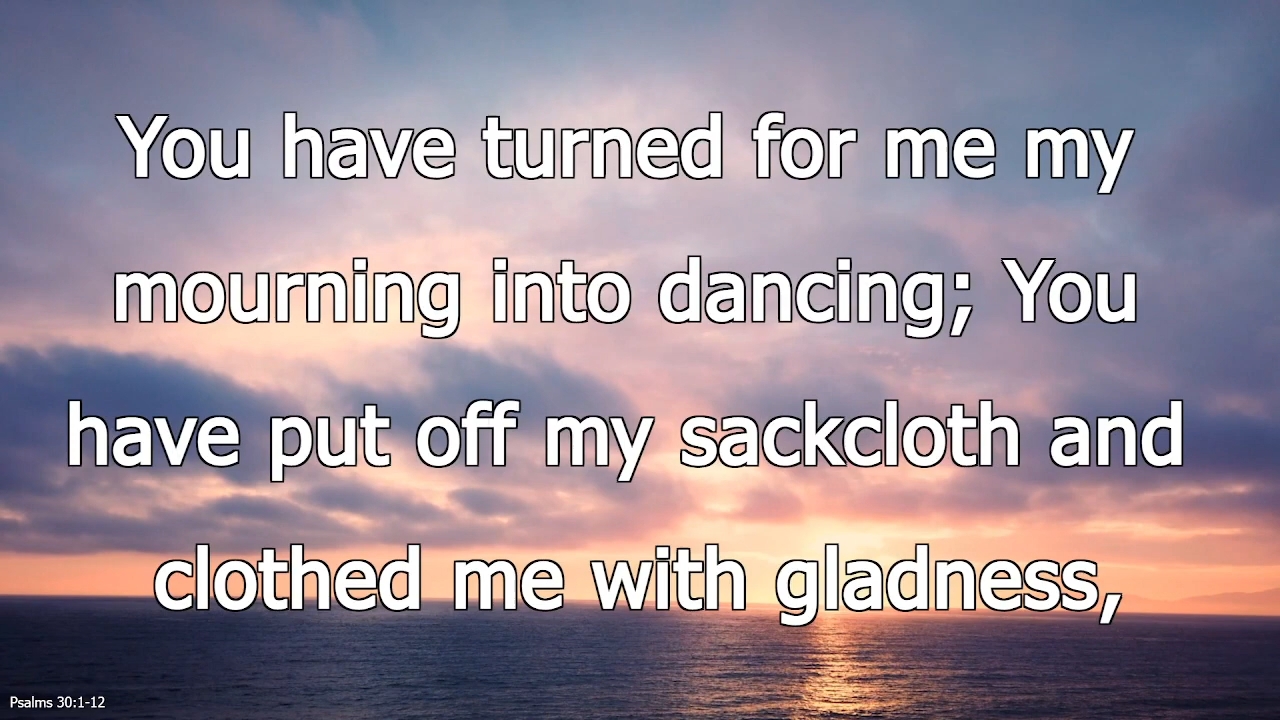 You have turned for me my
mourning into dancing; You
have put off my sackcloth and
clothed me with gladness,
Psalms 30:1-12